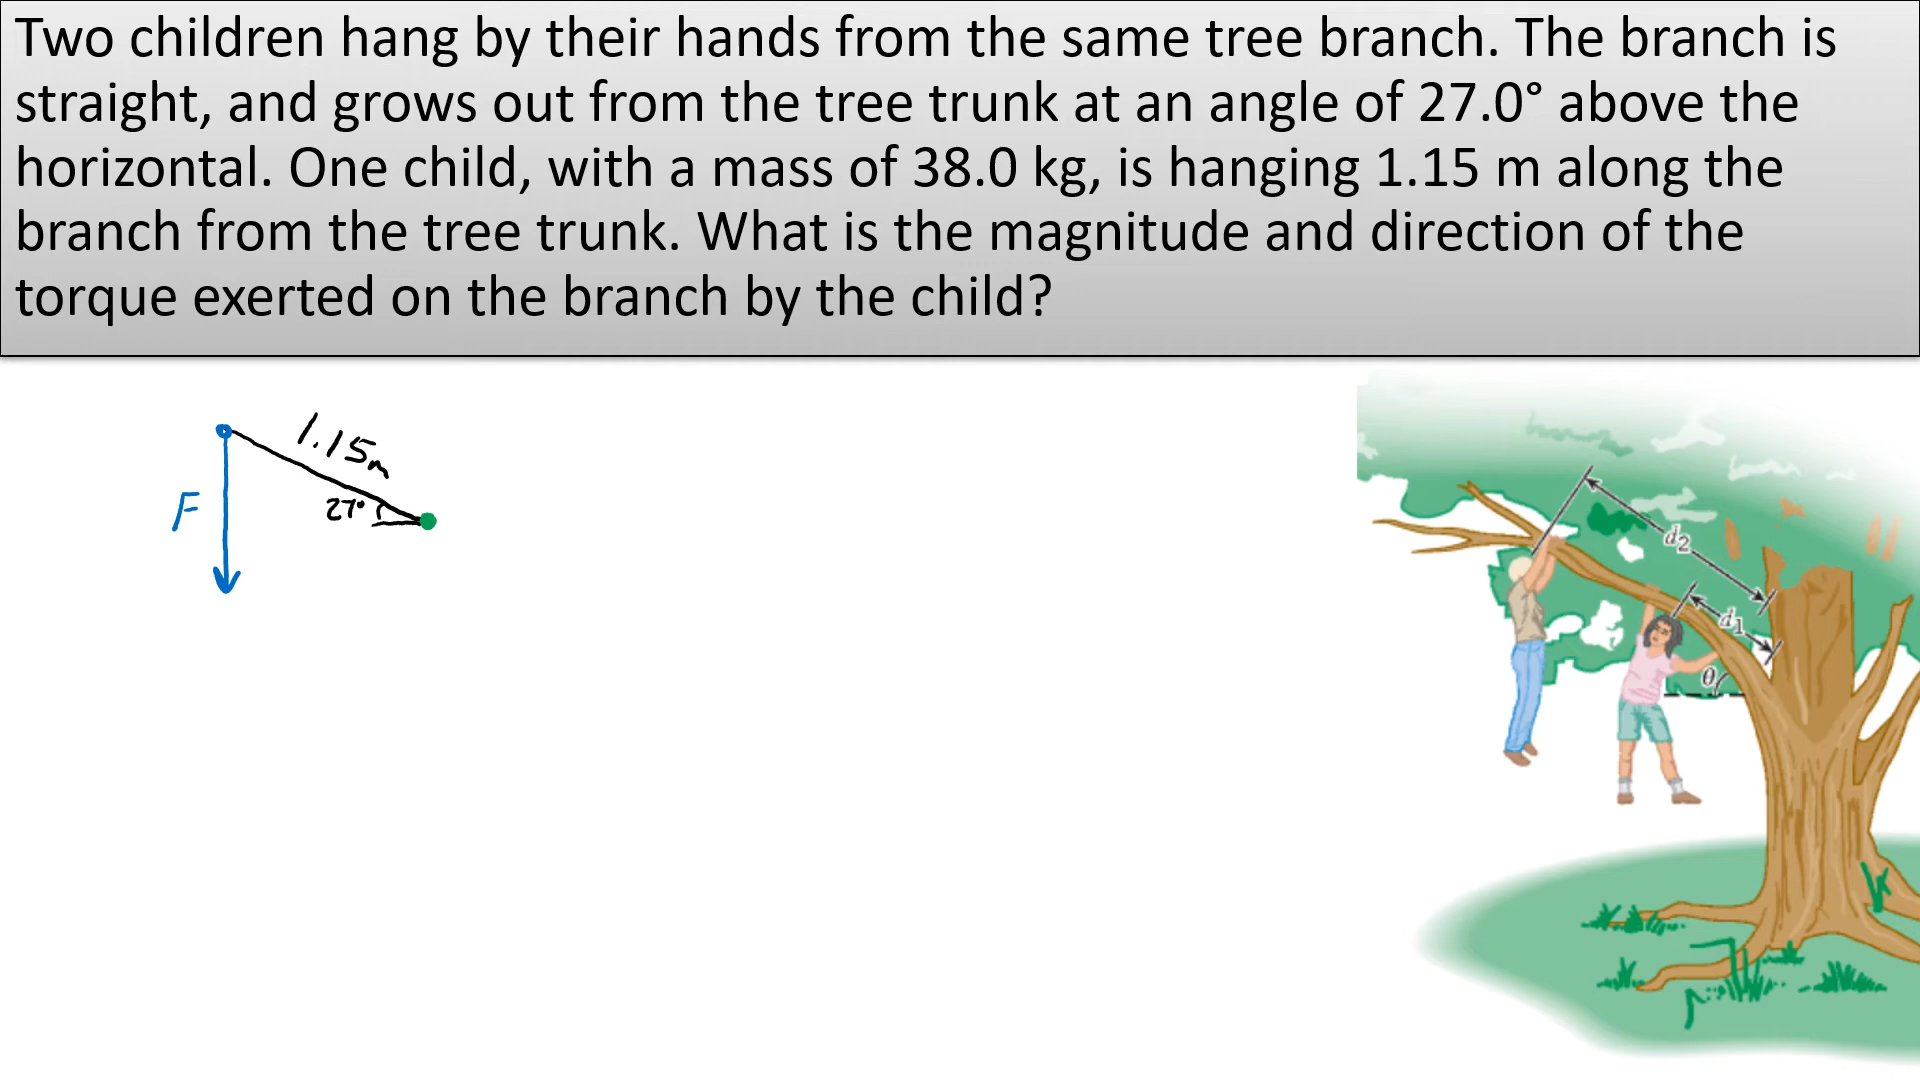 Two children hang by their hands from the same tree branch. The branch is
straight, and grows out from the tree trunk at an angle of 27.0° above the
horizontal. One child, with a mass of 38.0 kg, is hanging 1.15 m along the
branch from the tree trunk. What is the magnitude and direction of the
torque exerted on the branch by the child?
1.15m
27°
F
d2
d1
θ